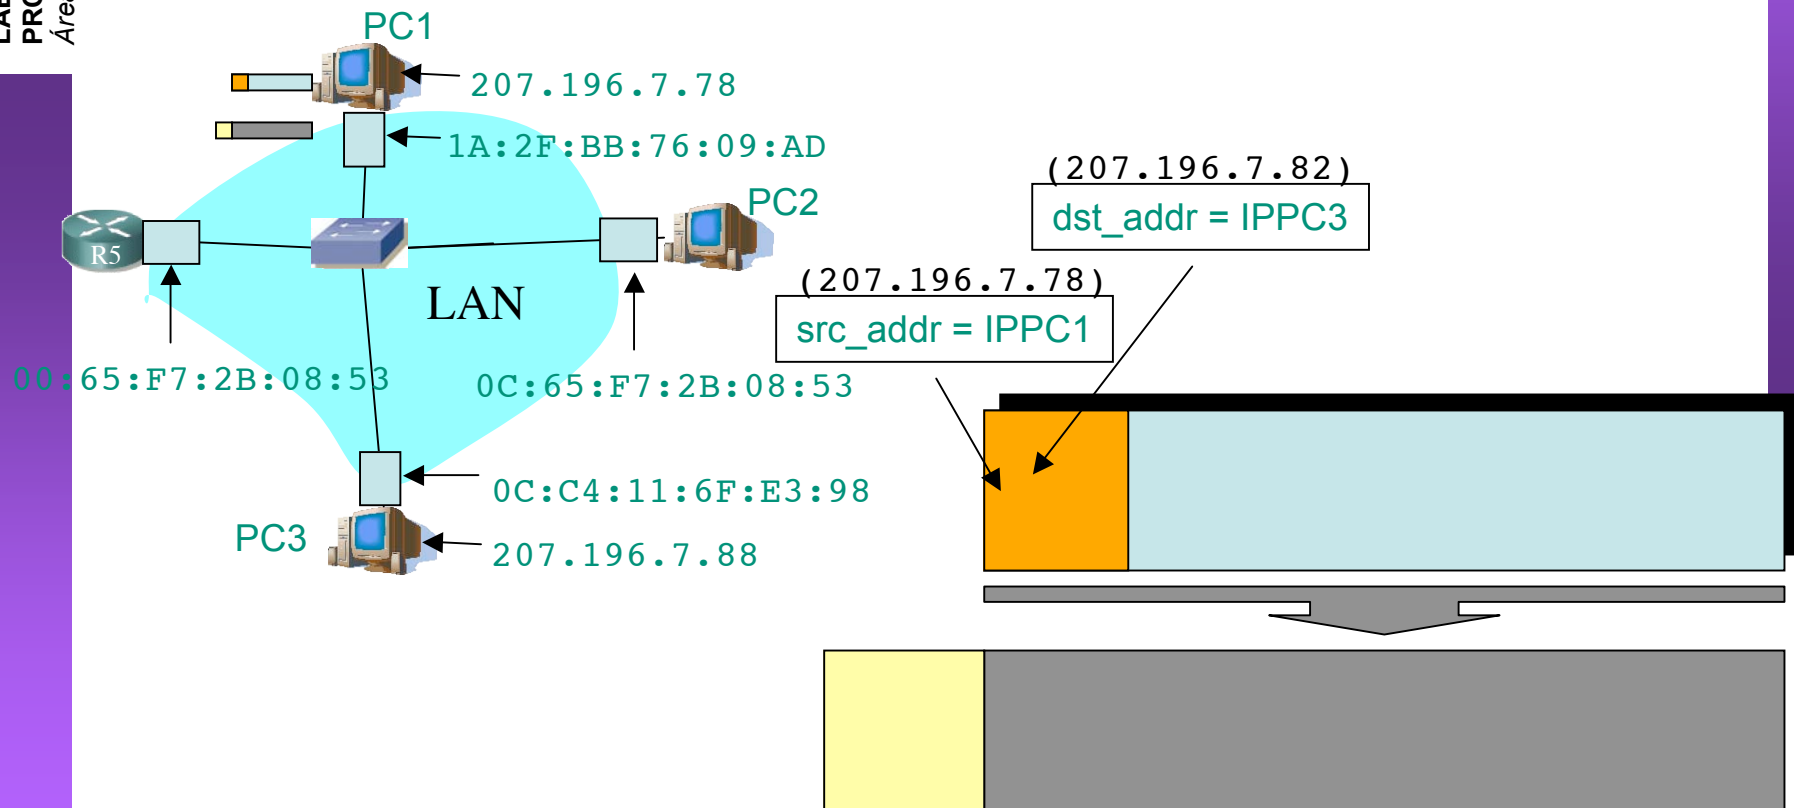 PC1
207.196.7.78
1A:2F:BB:76:09:AD
(207.196.7.82)
dst_addr = IPPC3
PC2
R5
(207.196.7.78)
src_addr = IPPC1
LAN
00:65:F7:2B:08:53
0C:65:F7:2B:08:53
0C:C4:11:6F:E3:98
PC3
207.196.7.88